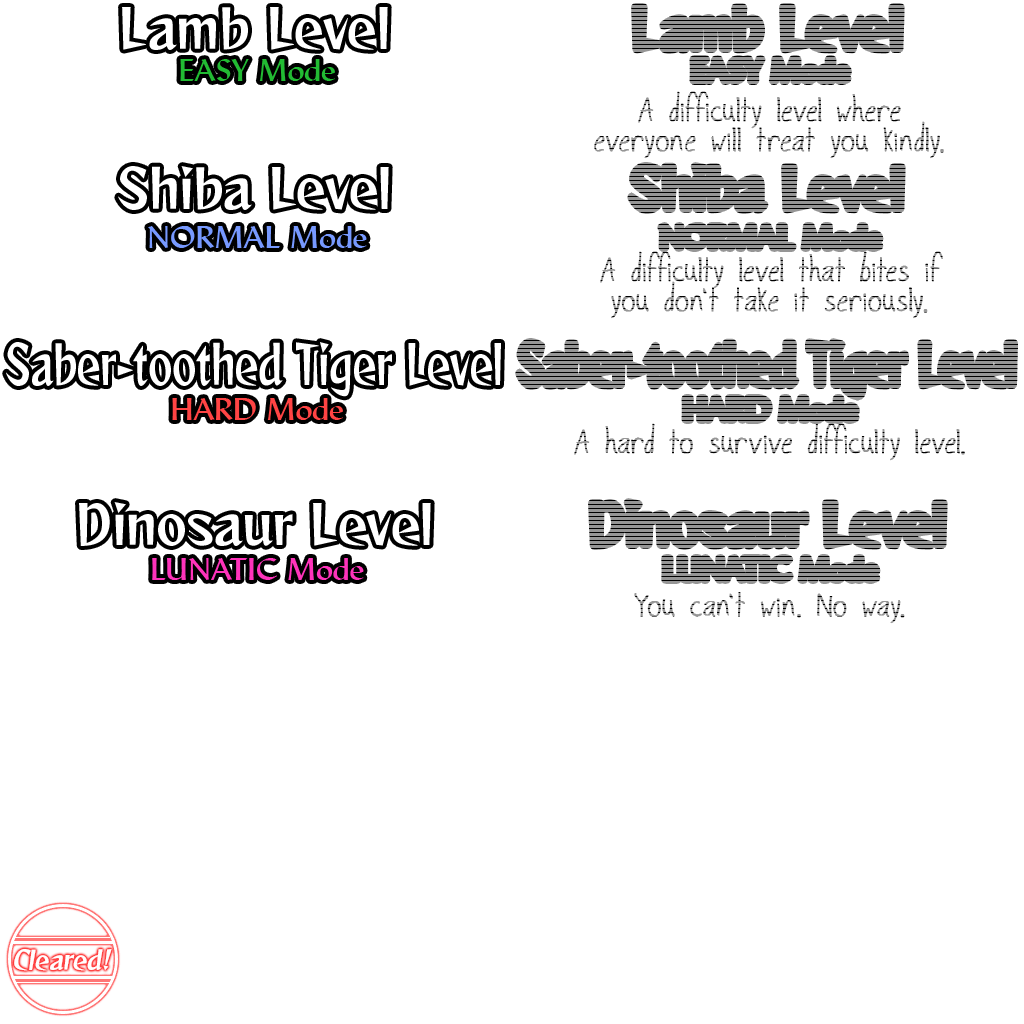 Lamb Level
EASY Mode
Lamb Level
EASY Mode
A difficulty level where
everyone will treat you kindly.
Shiba Level
NORMAL Mode
Shiba Level
NORMAL Mode
A difficulty level that bites if
you don't take it seriously.
Saber-toothed Tiger Level
HARD Mode
Saber-toothed Tiger Level
HARD Mode
A hard to survive difficulty level.
Dinosaur Level
LUNATIC Mode
Dinosaur Level
LUNATIC Mode
You can't win. No way.
Cleared!